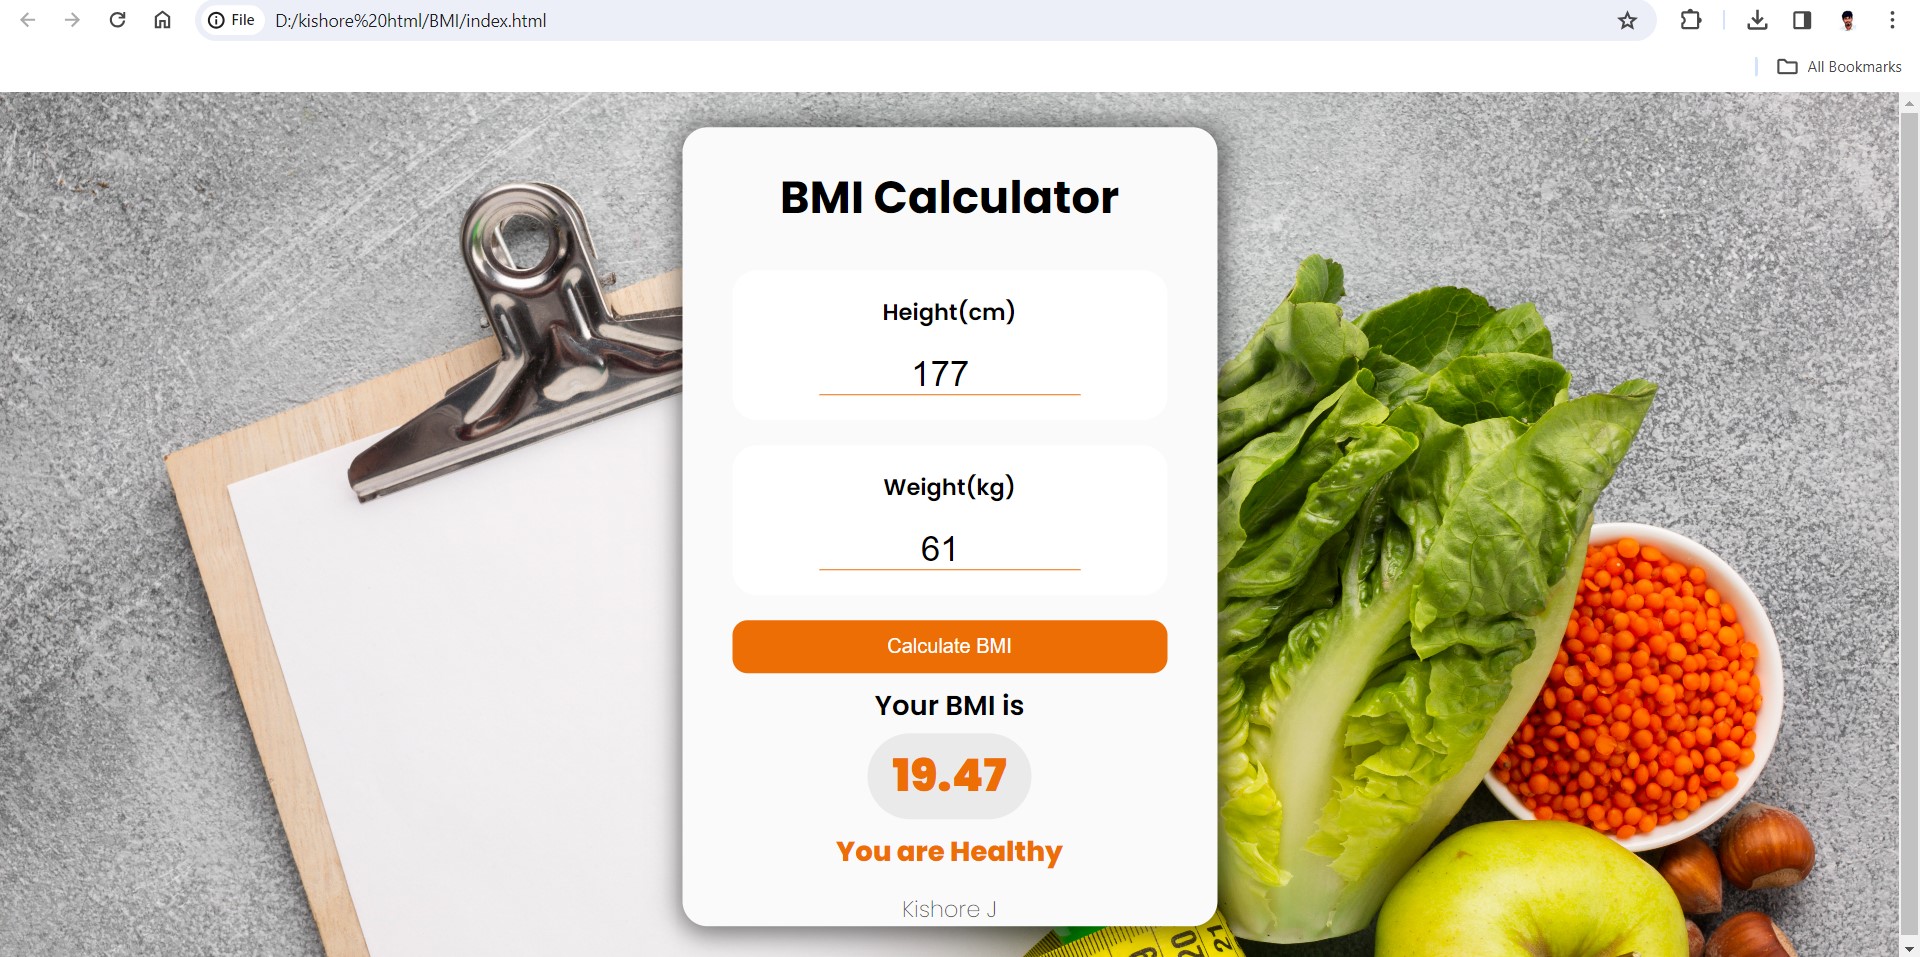 File D:/kishore%20html/BMI/index.html
All Bookmarks
BMI Calculator
Height(cm)
177
Weight(kg)
61
Calculate BMI
Your BMI is
19.47
You are Healthy
Kishore J
20 21